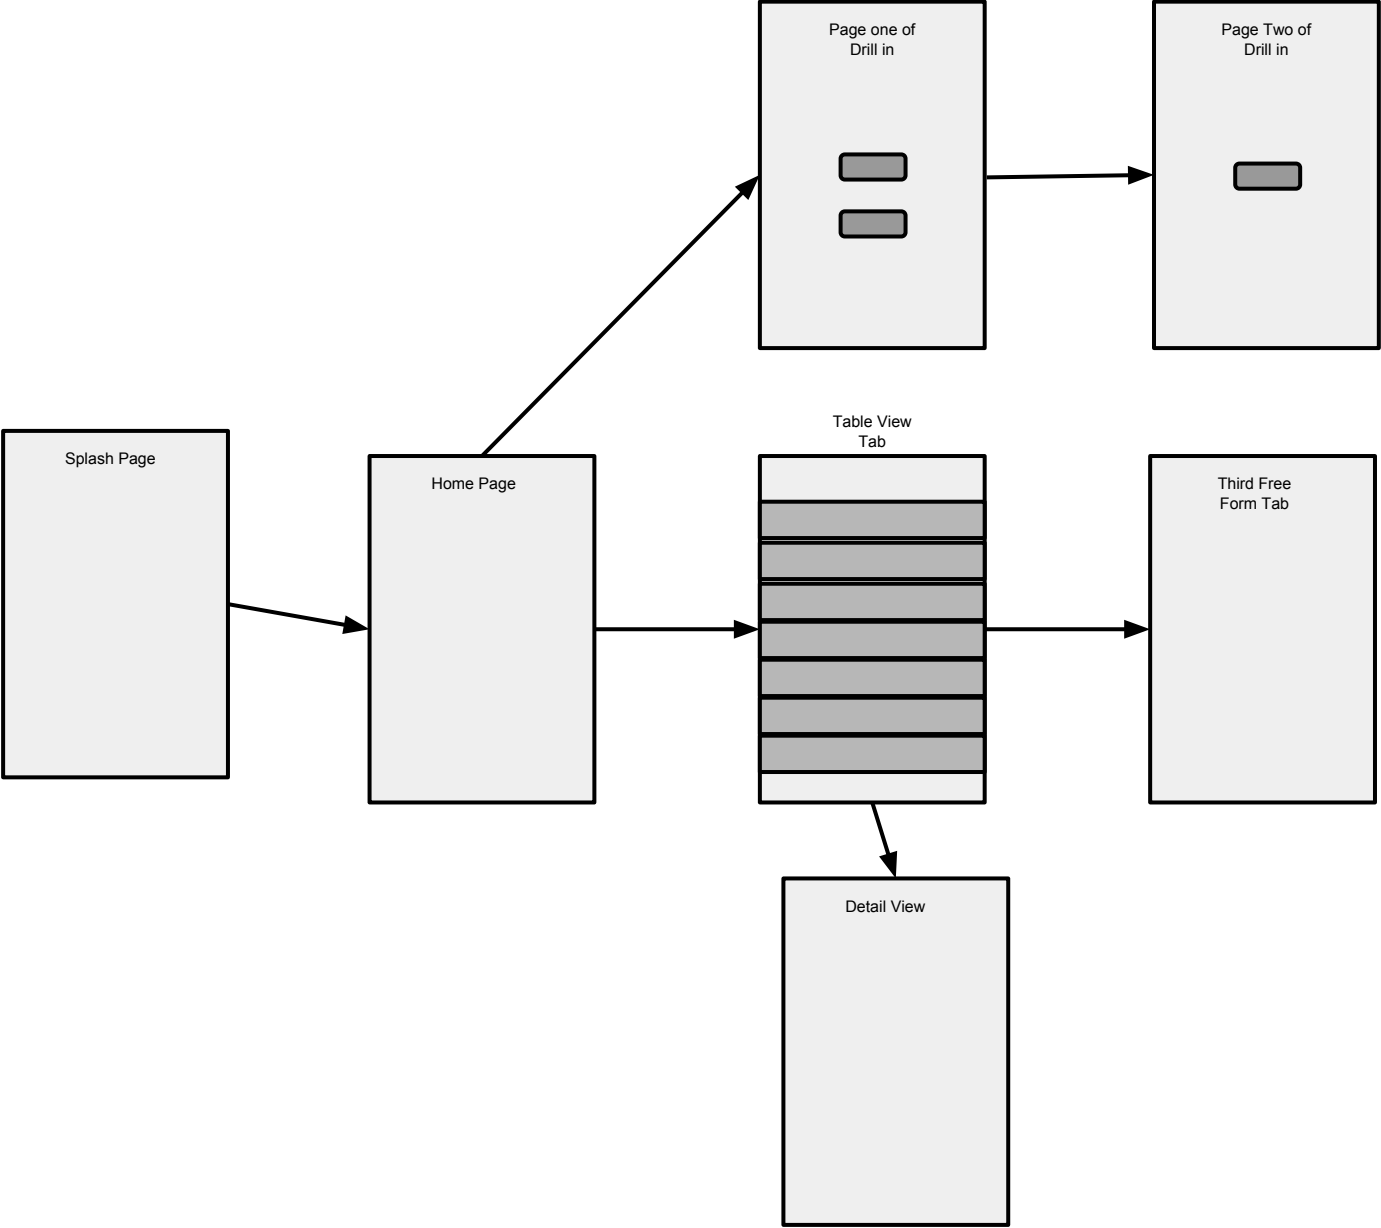 Page one of
Drill in
Page Two of
Drill in
Table View
Tab
Splash Page
Home Page
Third Free
Form Tab
Detail View